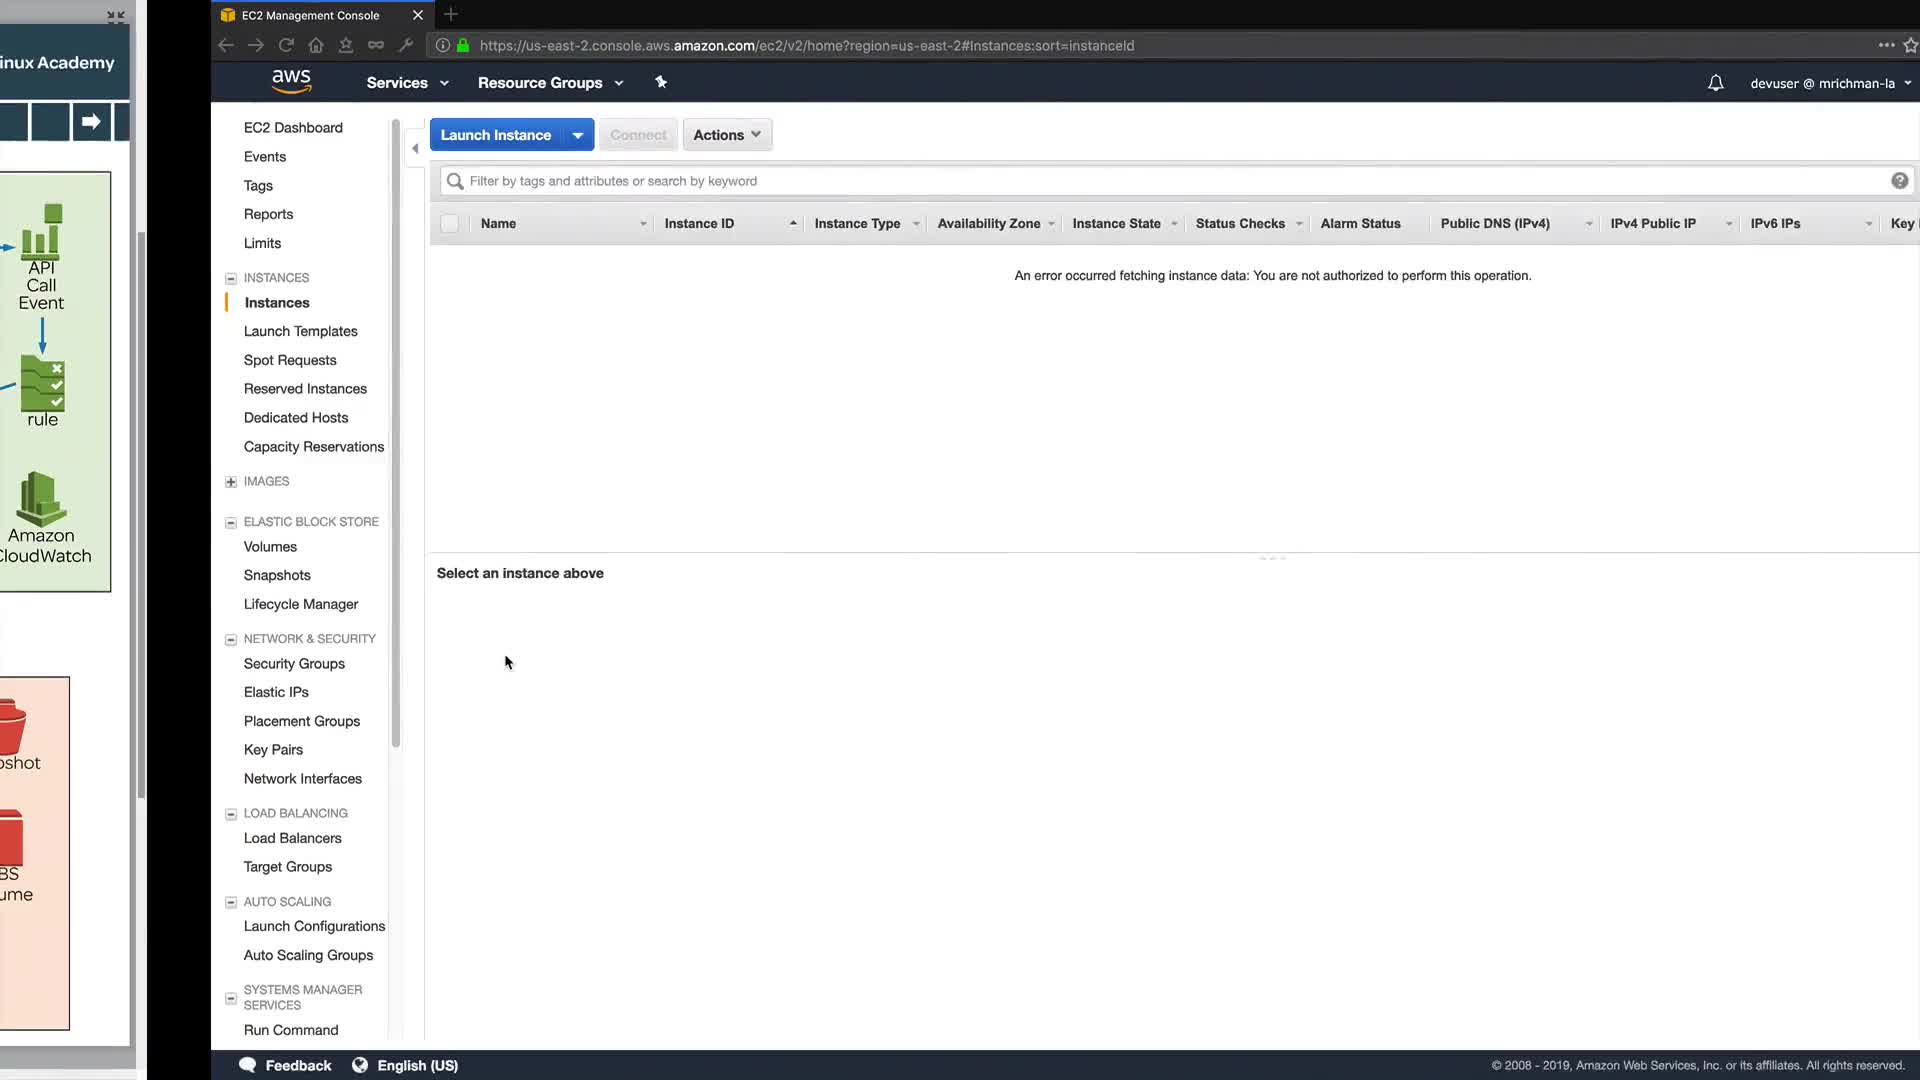 inux Academy
API
Call
Event
rule
Amazon
CloudWatch
pshot
BS
ume
EC2 Management Console
https://us-east-2.console.aws.amazon.com/ec2/v2/home?region=us-east-2#Instances:sort=instanceId
aws
Services
Resource Groups
devuser @ mrichman-la
EC2 Dashboard
Events
Tags
Reports
Limits
INSTANCES
Instances
Launch Templates
Spot Requests
Reserved Instances
Dedicated Hosts
Capacity Reservations
IMAGES
ELASTIC BLOCK STORE
Volumes
Snapshots
Lifecycle Manager
NETWORK & SECURITY
Security Groups
Elastic IPs
Placement Groups
Key Pairs
Network Interfaces
LOAD BALANCING
Load Balancers
Target Groups
AUTO SCALING
Launch Configurations
Auto Scaling Groups
SYSTEMS MANAGER
SERVICES
Run Command
Launch Instance
Connect
Actions
Filter by tags and attributes or search by keyword
Name
Instance ID
Instance Type
Availability Zone
Instance State
Status Checks
Alarm Status
Public DNS (IPv4)
IPv4 Public IP
IPv6 IPs
Key
An error occurred fetching instance data: You are not authorized to perform this operation.
Select an instance above
Feedback
English (US)
© 2008 - 2019, Amazon Web Services, Inc. or its affiliates. All rights reserved.